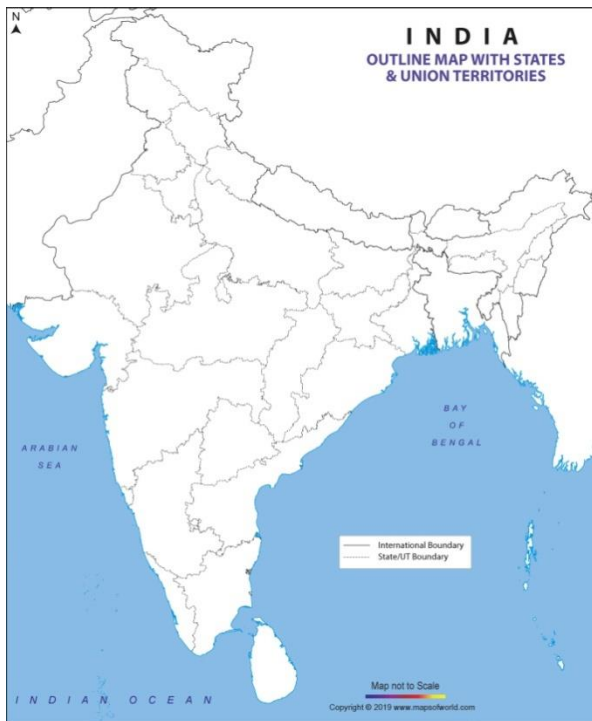 N
INDIA
OUTLINE MAP WITH STATES
& UNION TERRITORIES
BAY
OF
BENGAL
ARABIAN
SEA
International Boundary
State/UT Boundary
Map not to Scale
INDIAN OCEAN
Copyright © 2019 www.mapsofworld.com